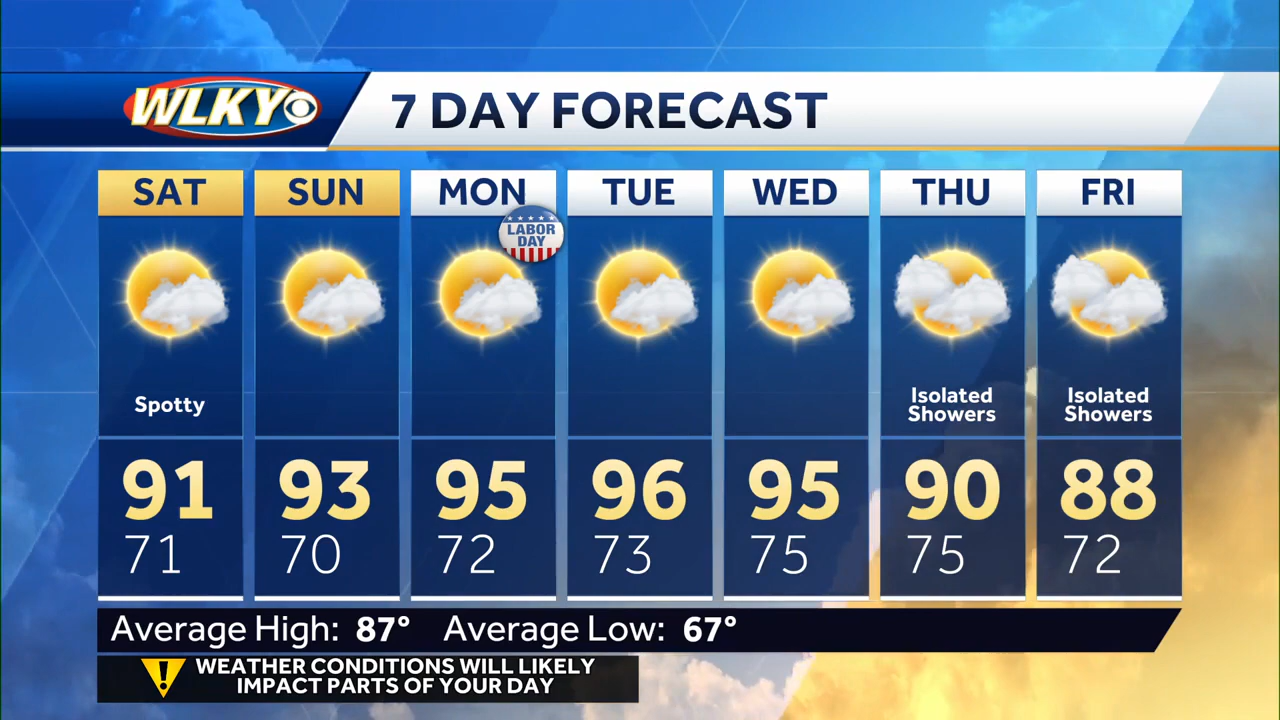 WLKY
7 DAY FORECAST
SAT
SUN
MON
TUE
WED
THU
FRI
LABOR
DAY
Spotty
Isolated
Showers
Isolated
Showers
91
93
95
96
95
90
88
71
70
72
73
75
75
72
Average High: 87° Average Low: 67°
WEATHER CONDITIONS WILL LIKELY
IMPACT PARTS OF YOUR DAY